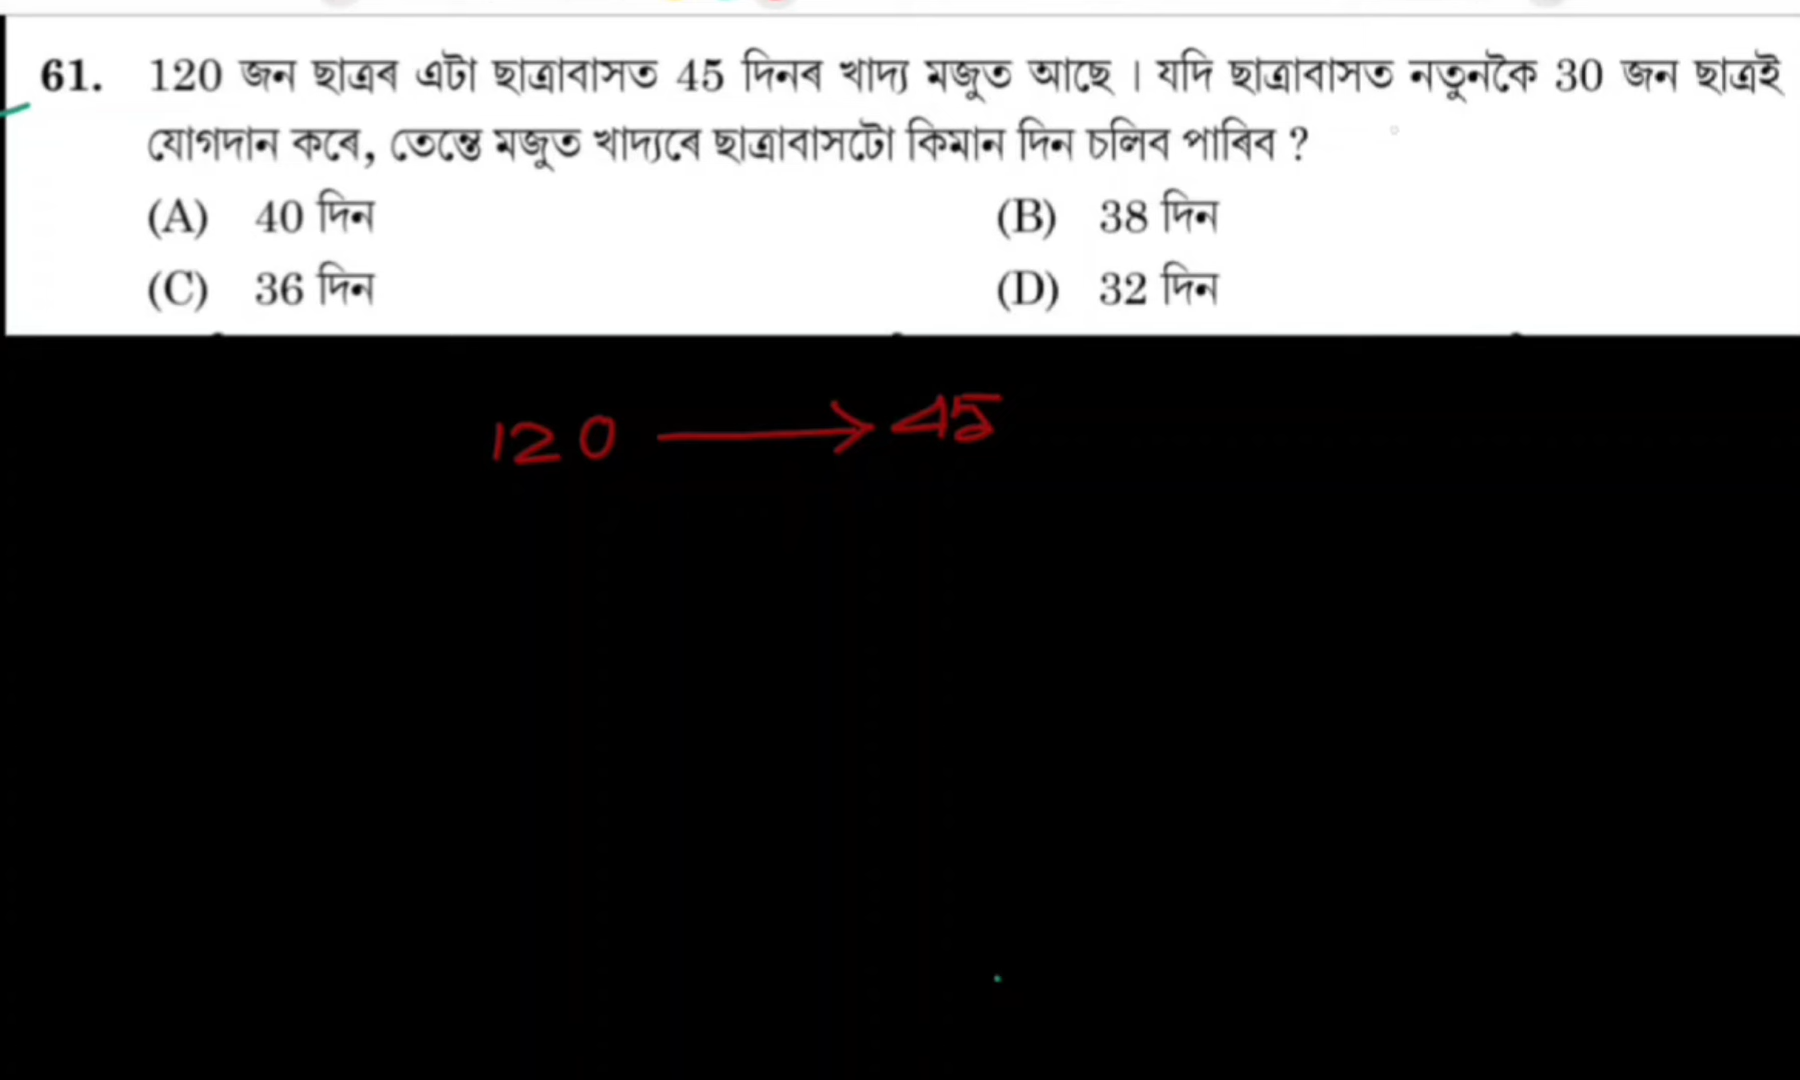 61. 120 জন ছাত্ৰৰ এটা ছাত্ৰাবাসত 45 দিনৰ খাদ্য মজুত আছে । যদি ছাত্ৰাবাসত নতুনকৈ 30 জন ছাত্ৰই
যোগদান কৰে, তেন্তে মজুত খাদ্যৰে ছাত্ৰাবাসটো কিমান দিন চলিব পাৰিব ?
(A) 40 দিন (B) 38 দিন
(C) 36 দিন (D) 32 দিন
120 → 45